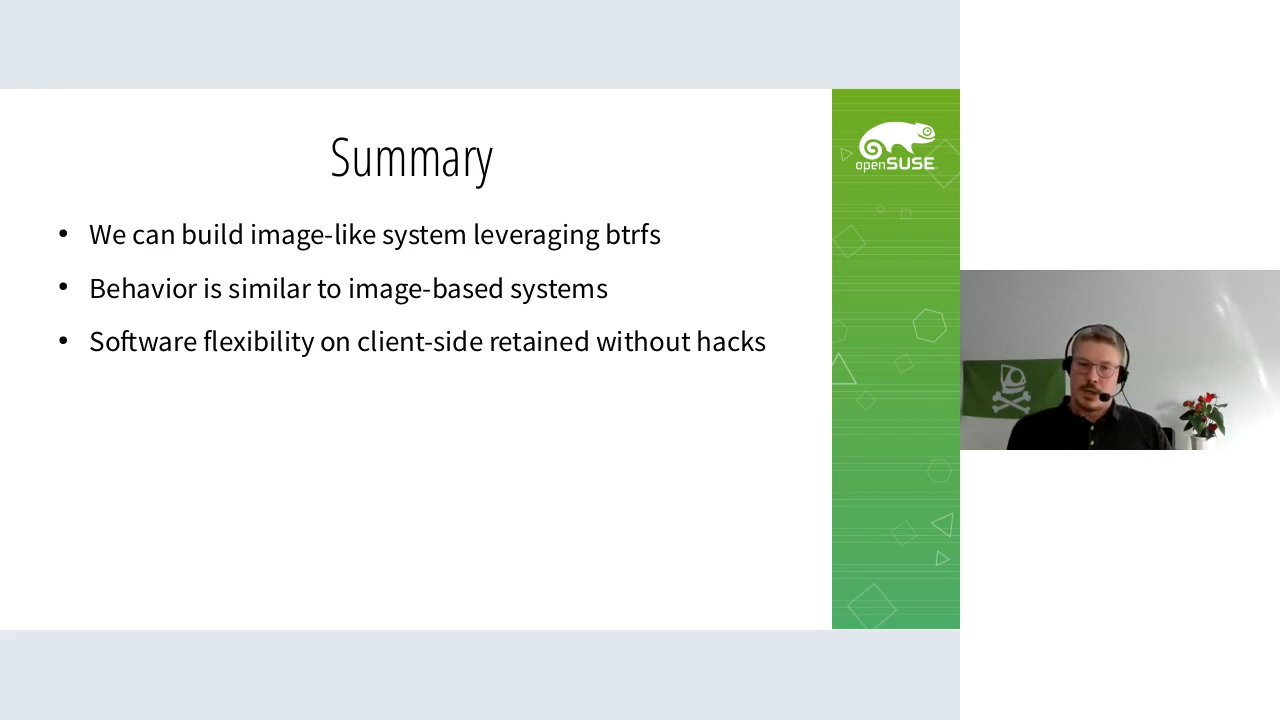 Summary
We can build image-like system leveraging btrfs
Behavior is similar to image-based systems
Software flexibility on client-side retained without hacks
openSUSE